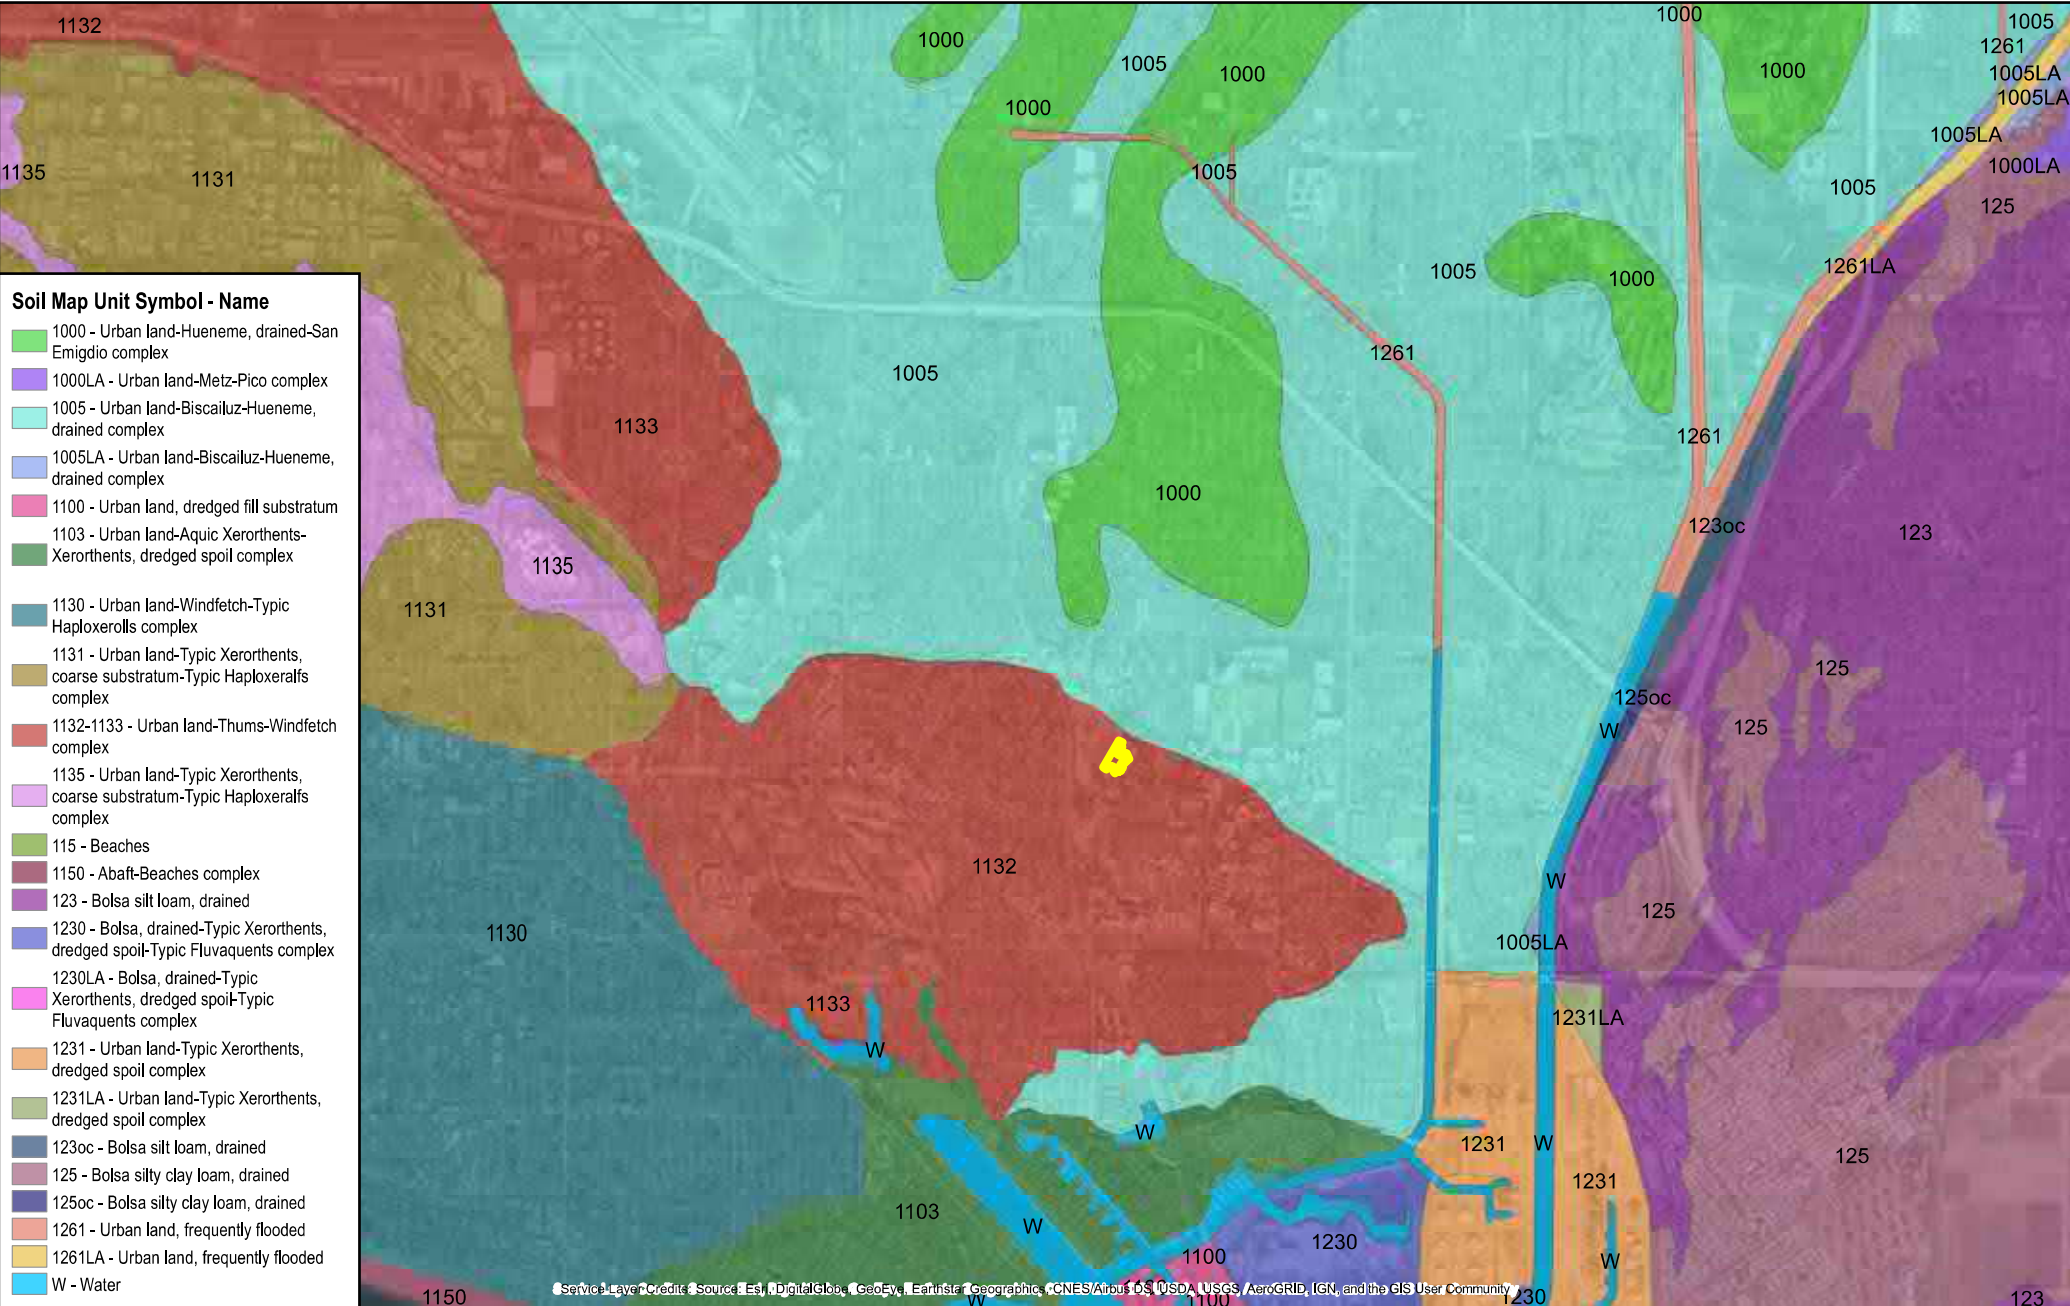 1132
1000
1005
1000
1000
1000
1005
1261
1005LA
1005LA
1000
1005LA
1000LA
1135
1131
1005
1005
125
1005
1000
1261LA
Soil Map Unit Symbol - Name
1000 - Urban land-Hueneme, drained-San
Emigdio complex
1000LA - Urban land-Metz-Pico complex
1005 - Urban land-Biscailuz-Hueneme,
drained complex
1005LA - Urban land-Biscailuz-Hueneme,
drained complex
1100 - Urban land, dredged fill substratum
1103 - Urban land-Aquic Xerorthents-
Xerorthents, dredged spoil complex
1130 - Urban land-Windfetch-Typic
Haploxerolls complex
1131 - Urban land-Typic Xerorthents,
coarse substratum-Typic Haploxeralfs
complex
1132-1133 - Urban land-Thums-Windfetch
complex
1135 - Urban land-Typic Xerorthents,
coarse substratum-Typic Haploxeralfs
complex
115 - Beaches
1150 - Abaft-Beaches complex
123 - Bolsa silt loam, drained
1230 - Bolsa, drained-Typic Xerorthents,
dredged spoil-Typic Fluvaquents complex
1230LA - Bolsa, drained-Typic
Xerorthents, dredged spoil-Typic
Fluvaquents complex
1231 - Urban land-Typic Xerorthents,
dredged spoil complex
1231LA - Urban land-Typic Xerorthents,
dredged spoil complex
123oc - Bolsa silt loam, drained
125 - Bolsa silty clay loam, drained
125oc - Bolsa silty clay loam, drained
1261 - Urban land, frequently flooded
1261LA - Urban land, frequently flooded
W - Water
1261
1005
1133
1261
1000
123oc
123
1135
1131
125
125oc
W
125
1132
W
125
1130
1005LA
1133
1231LA
W
W
1231
W
125
1231
1103
W
1230
1100
W
1150
1100
1100
W
1230
123
Service Layer Credits: Source: Esri, DigitalGlobe, GeoEye, Earthstar Geographics, CNES/Airbus DS, USDA, USGS, AeroGRID, IGN, and the GIS User Community